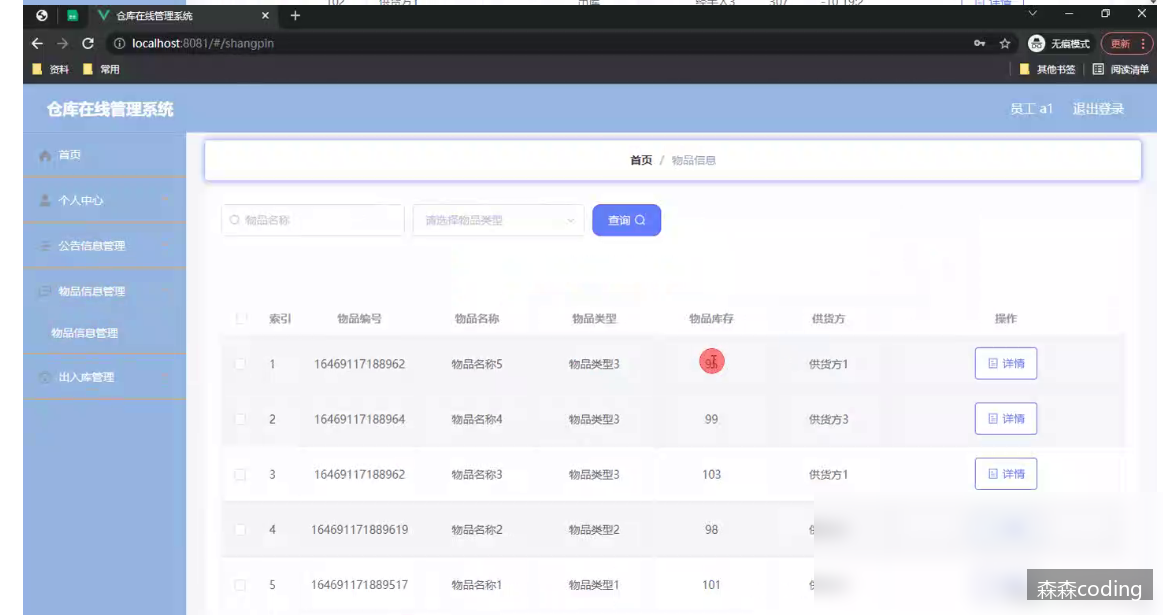 仓库在线管理系统
localhost:8081/#/shangpin
无痕模式
更新
资料
常用
其他书签
阅读清单
仓库在线管理系统
员工 a1
退出登录
首页
个人中心
公告信息管理
物品信息管理
物品信息管理
出入库管理
首页 / 物品信息
物品名称
请选择物品类型
查询
索引 物品编号 物品名称 物品类型 物品库存 供货方 操作
1 16469117188962 物品名称5 物品类型3 供货方1 详情
2 16469117188964 物品名称4 物品类型3 99 供货方3 详情
3 16469117188962 物品名称3 物品类型3 103 供货方1 详情
4 164691171889619 物品名称2 物品类型2 98
5 164691171889517 物品名称1 物品类型1 101
森森coding